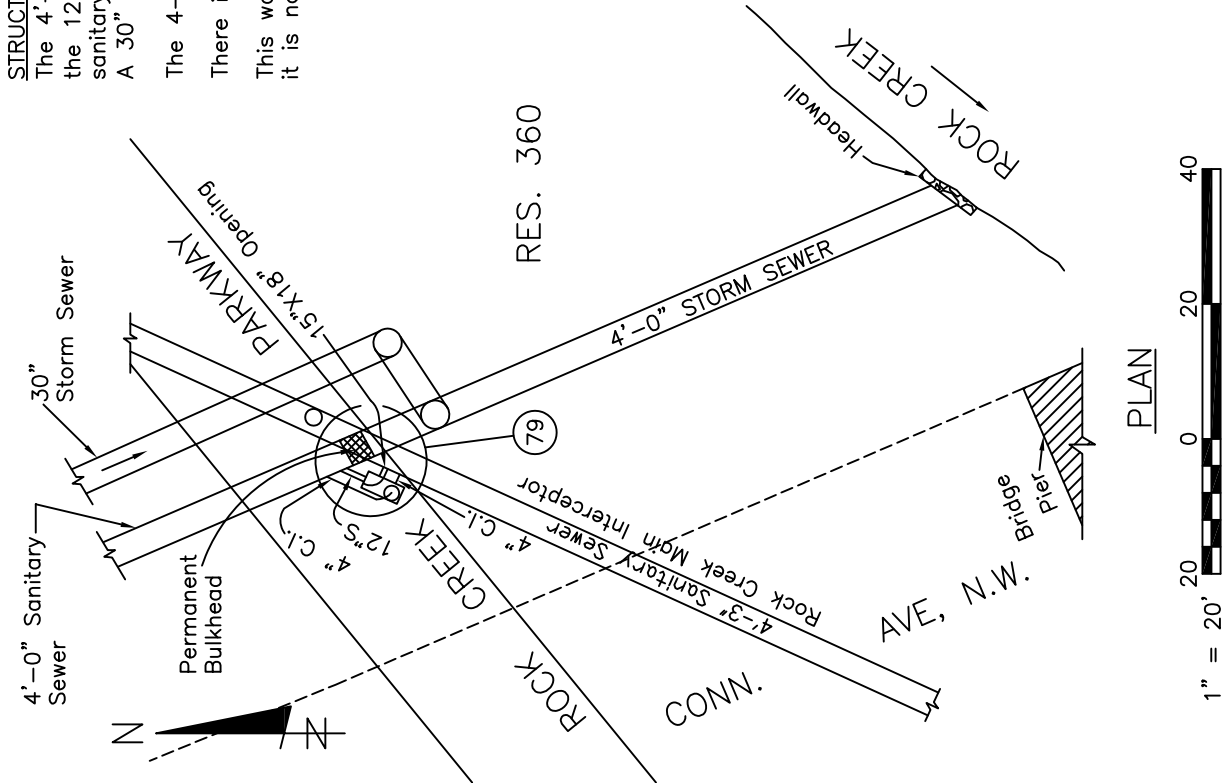 STRUCT
The 4'-
the 12
sanitary
A 30"
The 4-
There i
This wa
it is no
30"
Storm Sewer
4'-0" Sanitary
Sewer
PARKWAY
15"X18" Opening
Permanent
Bulkhead
4" C.I.
12"S
4" C.I.
79
CREEK
ROCK
RES. 360
4'-0" STORM SEWER
Headwall
ROCK CREEK
4'-3" Sanitary Sewer
Rock Creek Main Interceptor
CONN.
AVE, N.W.
Bridge
Pier
N
N
PLAN
20 0 20 40
1" = 20'